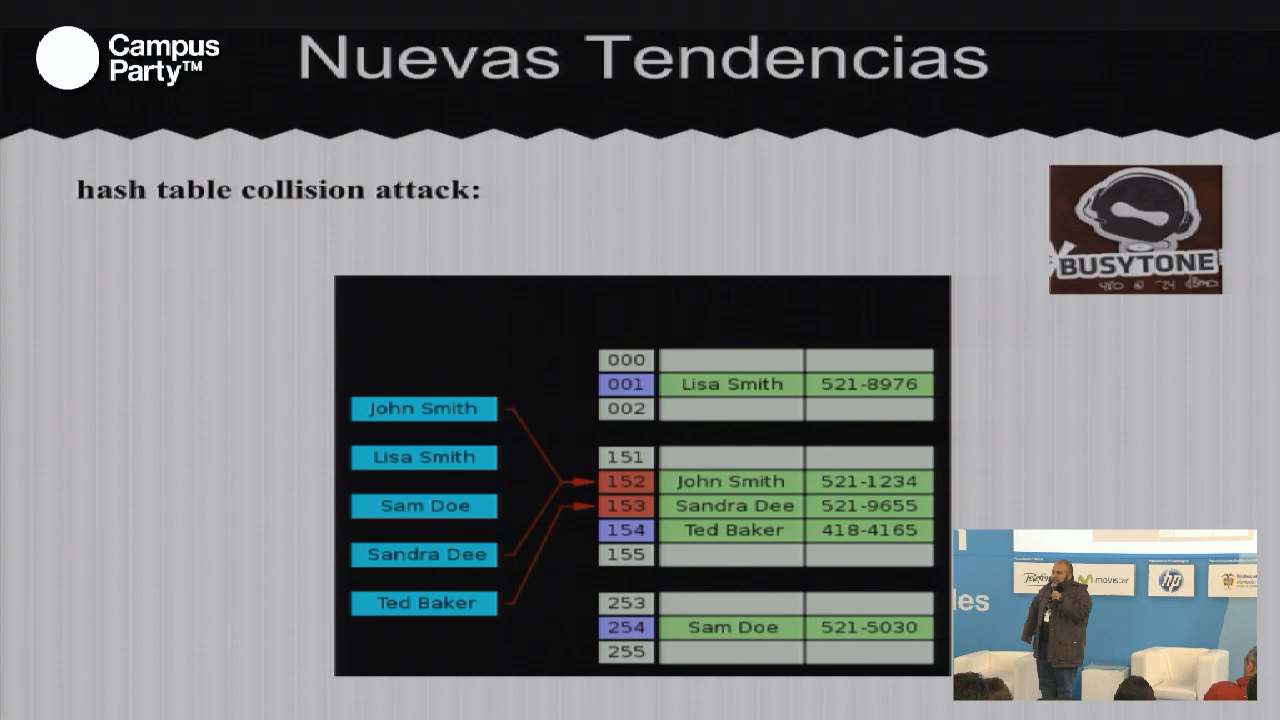 Campus
Party™
Nuevas Tendencias
hash table collision attack:
BUSYTONE
000
001 Lisa Smith 521-8976
002
John Smith
Lisa Smith
Sam Doe
Sandra Dee
Ted Baker
151
152 John Smith 521-1234
153 Sandra Dee 521-9655
154 Ted Baker 418-4165
155
253
254 Sam Doe 521-5030
255
movistar
hp
les